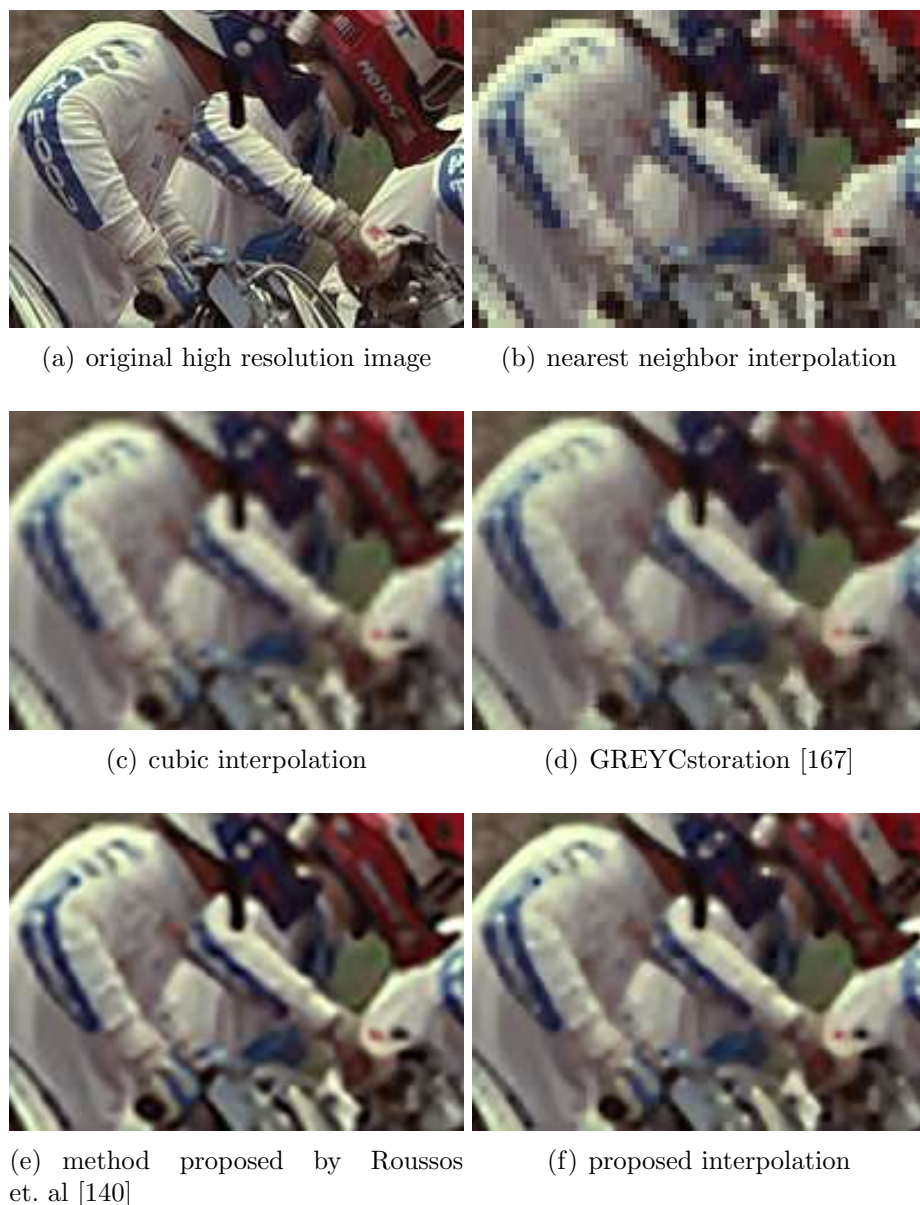 MOTO-X
(a) original high resolution image
(b) nearest neighbor interpolation
(c) cubic interpolation
(d) GREYCstoration [167]
(e) method proposed by Roussos
et. al [140]
(f) proposed interpolation